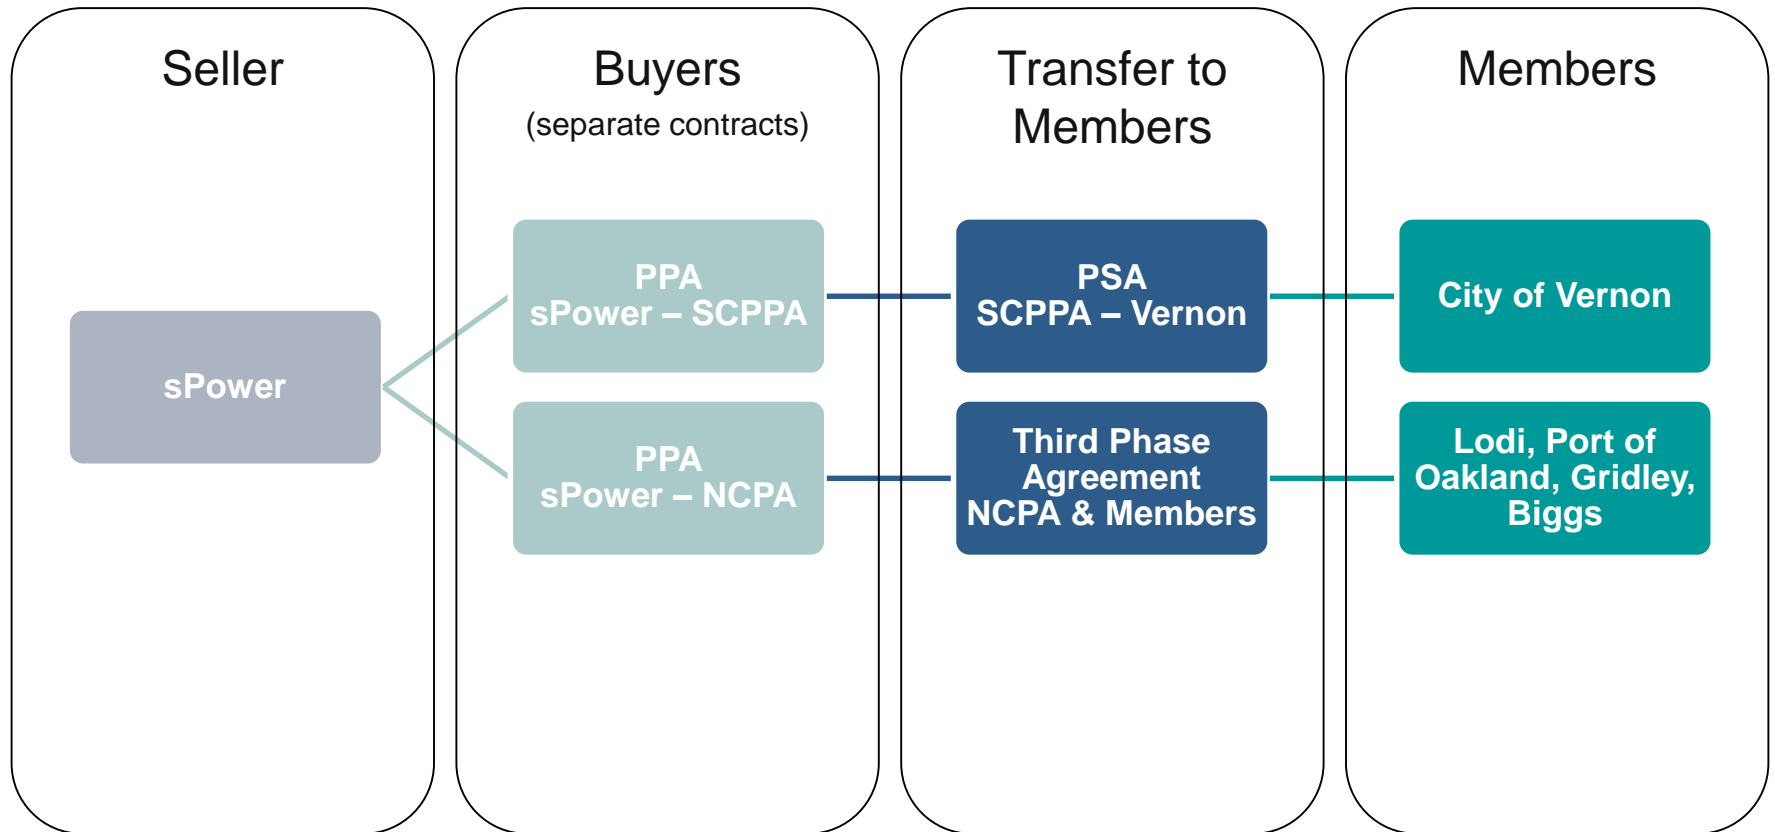 Seller
Buyers
(separate contracts)
Transfer to
Members
Members
sPower
PPA
sPower – SCPPA
PSA
SCPPA – Vernon
City of Vernon
PPA
sPower – NCPA
Third Phase
Agreement
NCPA & Members
Lodi, Port of
Oakland, Gridley,
Biggs